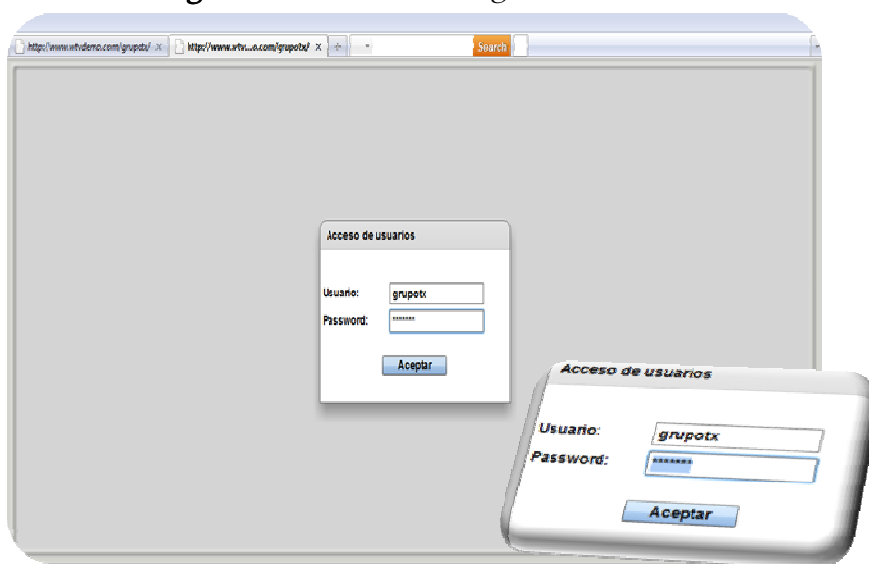 http://www.wtvdemo.com/grupotx/ X http://www.wtv...o.com/grupotx/ X
Search
Acceso de usuarios
Usuario: grupotx
Password: *******
Aceptar
Acceso de usuarios
Usuario: grupotx
Password: *******
Aceptar